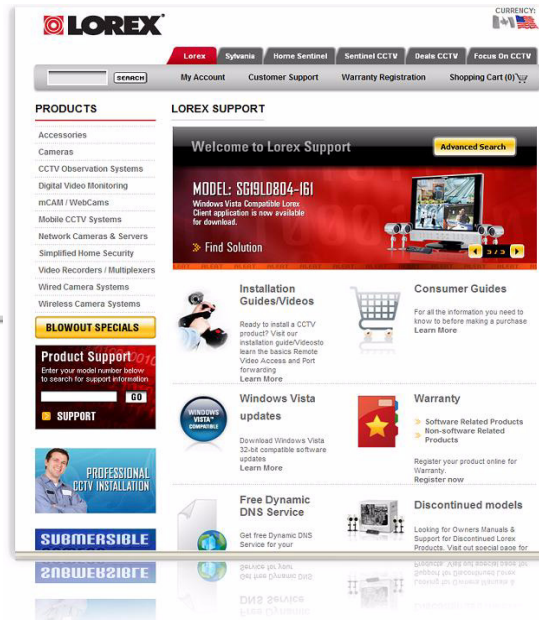 CURRENCY:
LOREX
Lorex
Sylvania
Home Sentinel
Sentinel CCTV
Deals CCTV
Focus On CCTV
SEARCH
My Account
Customer Support
Warranty Registration
Shopping Cart (0)
PRODUCTS
Accessories
Cameras
CCTV Observation Systems
Digital Video Monitoring
mCAM / WebCams
Mobile CCTV Systems
Network Cameras & Servers
Simplified Home Security
Video Recorders / Multiplexers
Wired Camera Systems
Wireless Camera Systems
BLOWOUT SPECIALS
Product Support
Enter your model number below
to search for support information
GO
SUPPORT
PROFESSIONAL
CCTV INSTALLATION
SUBMERSIBLE
LOREX SUPPORT
Welcome to Lorex Support
Advanced Search
MODEL: SG19LD804-161
Windows Vista Compatible Lorex
Client application is now available
for download.
Find Solution
3 / 3
Installation
Guides/Videos
Ready to install a CCTV
product? Visit our
installation guide/Videosto
learn the basics Remote
Video Access and Port
forwarding
Learn More
Consumer Guides
For all the information you need to
know to before making a purchase
Learn More
WINDOWS
VISTA™
COMPATIBLE
Windows Vista
updates
Download Windows Vista
32-bit compatible software
updates
Learn More
Warranty
Software Related Products
Non-software Related
Products
Register your product online for
Warranty.
Register now
Free Dynamic
DNS Service
Get free Dynamic DNS
Service for your
Discontinued models
Looking for Owners Manuals &
Support for Discontinued Lorex
Products. Visit out special page for